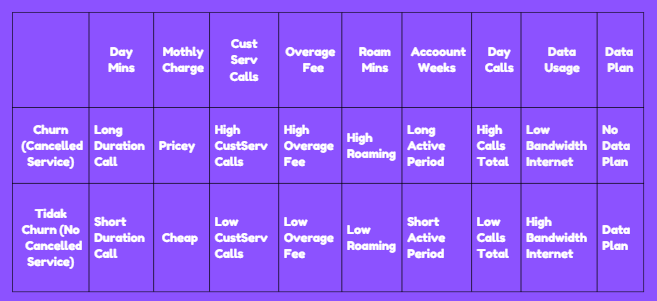 Day Mins
Mothly Charge
Cust Serv Calls
Overage Fee
Roam Mins
Accoount Weeks
Day Calls
Data Usage
Data Plan
Churn (Cancelled Service)
Long Duration Call
Pricey
High CustServ Calls
High Overage Fee
High Roaming
Long Active Period
High Calls Total
Low Bandwidth Internet
No Data Plan
Tidak Churn (No Cancelled Service)
Short Duration Call
Cheap
Low CustServ Calls
Low Overage Fee
Low Roaming
Short Active Period
Low Calls Total
High Bandwidth Internet
Data Plan